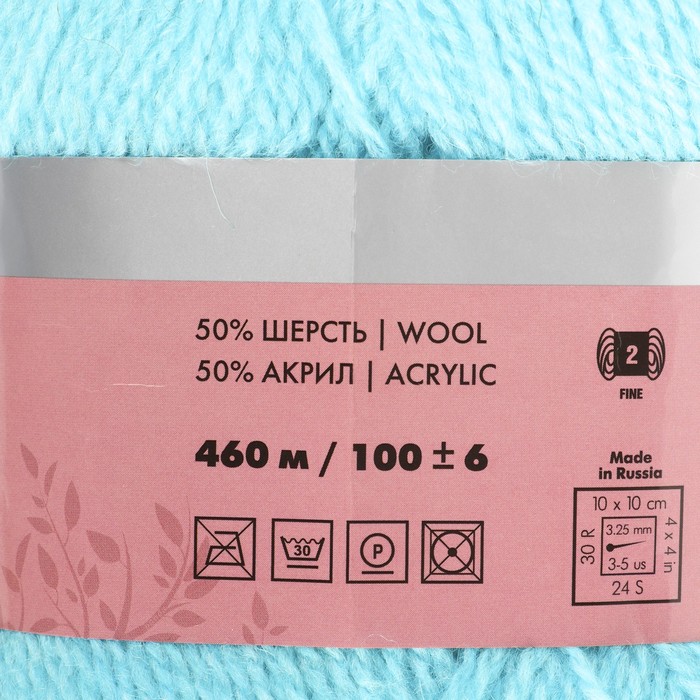 50% ШЕРСТЬ | WOOL
50% АКРИЛ | ACRYLIC
2
FINE
460 м / 100 ± 6
Made
in Russia
30
P
10 x 10 cm
30 R
3.25 mm
3-5 us
4 x 4 in
24 S